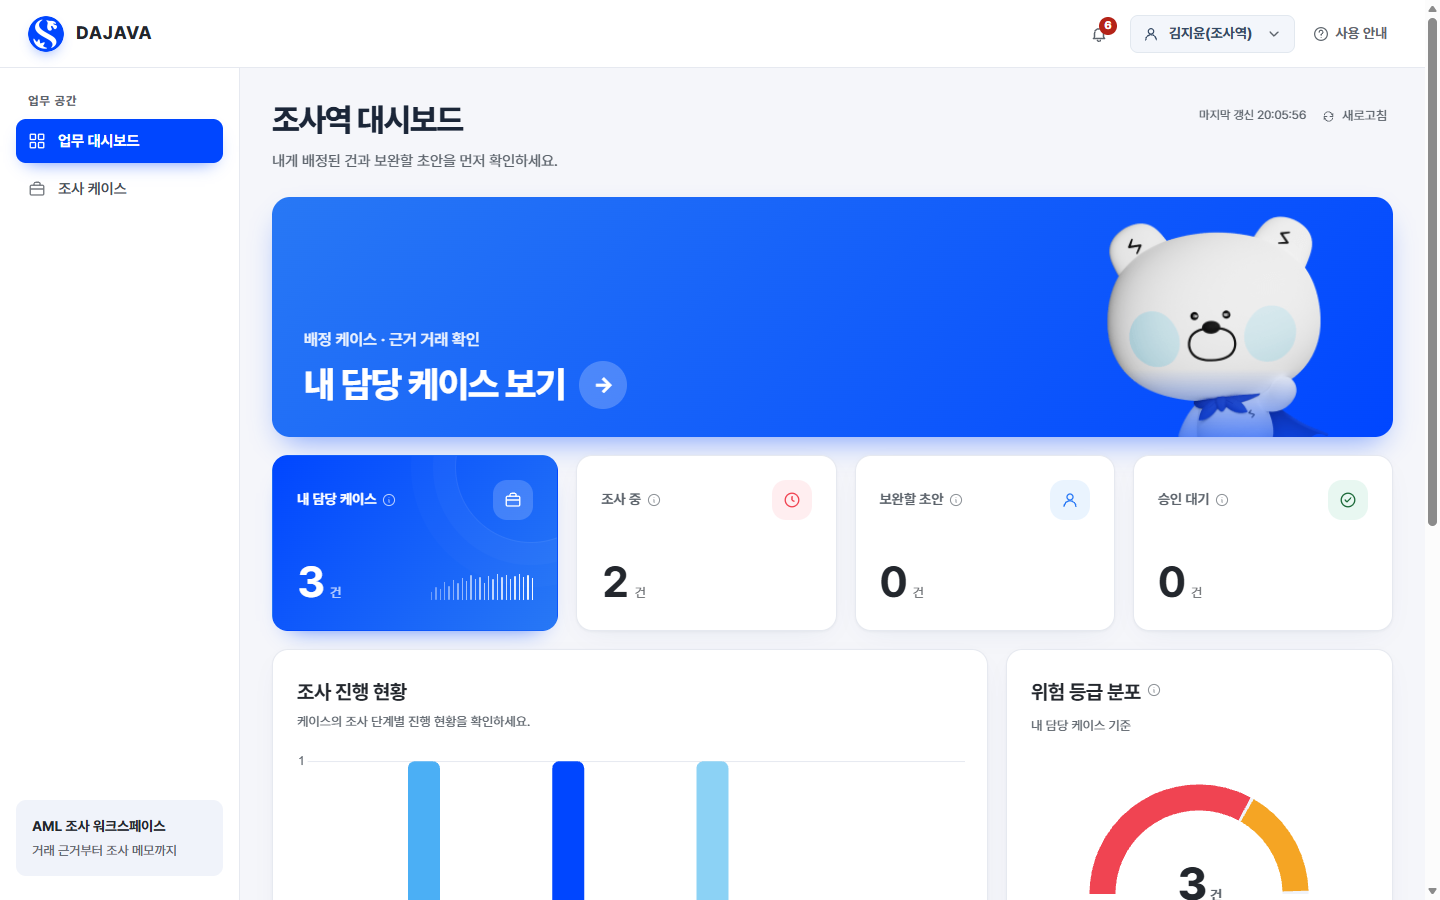 DAJAVA
6
김지윤(조사역)
사용 안내
업무 공간
업무 대시보드
조사 케이스
조사역 대시보드
마지막 갱신 20:05:56
새로고침
내게 배정된 건과 보완할 초안을 먼저 확인하세요.
배정 케이스 · 근거 거래 확인
내 담당 케이스 보기
내 담당 케이스
3 건
조사 중
2 건
보완할 초안
0 건
승인 대기
0 건
조사 진행 현황
케이스의 조사 단계별 진행 현황을 확인하세요.
1
위험 등급 분포
내 담당 케이스 기준
3 건
AML 조사 워크스페이스
거래 근거부터 조사 메모까지